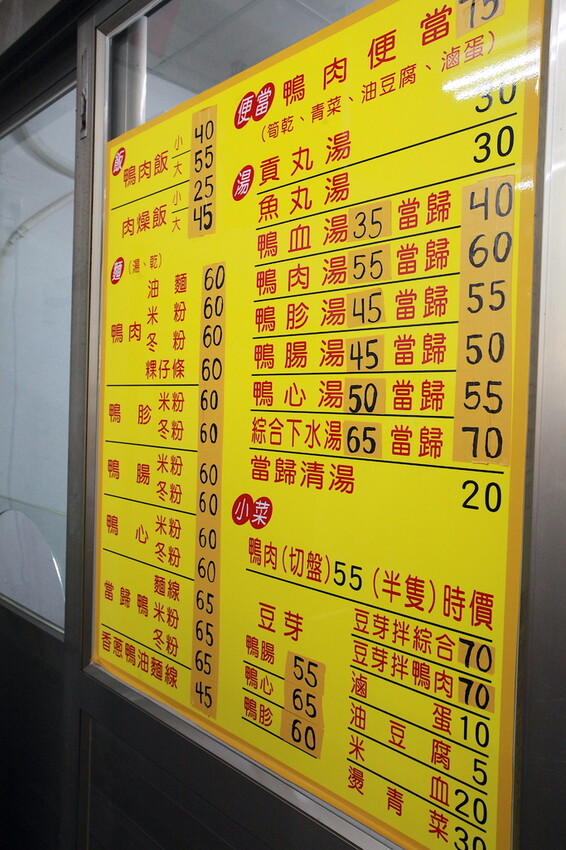 飯
鴨肉飯 小 40
大 55
肉燥飯 小 25
大 45
麵 (湯、乾)
鴨肉 油麵 60
米粉 60
冬粉 60
粿仔條 60
鴨胗 米粉 60
冬粉 60
鴨腸 米粉 60
冬粉 60
鴨心 米粉 60
冬粉 60
當歸鴨 麵線 65
米粉 65
冬粉 65
香蔥鴨油麵線 45
便當 鴨肉便當 75
(筍乾、青菜、油豆腐、滷蛋)
湯 貢丸湯 30
魚丸湯 30
鴨血湯 35 當歸 40
鴨肉湯 55 當歸 60
鴨胗湯 45 當歸 55
鴨腸湯 45 當歸 50
鴨心湯 50 當歸 55
綜合下水湯 65 當歸 70
當歸清湯 20
小菜
鴨肉(切盤)55 (半隻)時價
豆芽
鴨腸 55
鴨心 65
鴨胗 60
豆芽拌綜合 70
豆芽拌鴨肉 70
滷蛋 10
油豆腐 5
米血 20
燙青菜 30